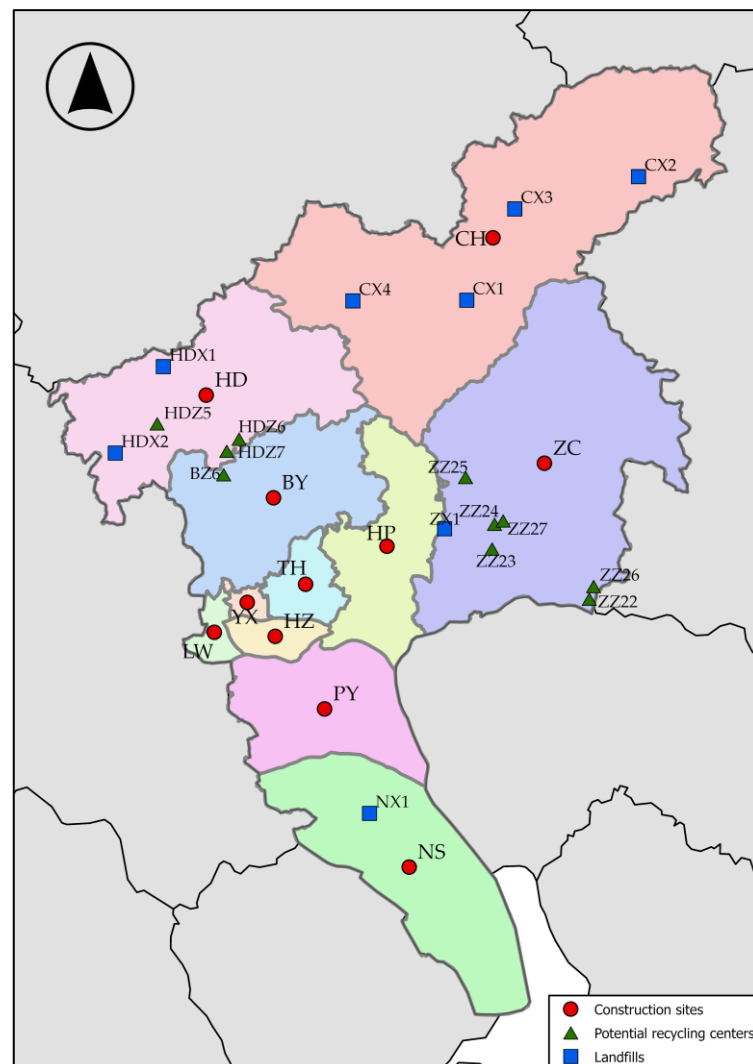 CX2
CX3
CH
CX4
CX1
HDX1
HD
HDZ5
HDZ6
HDX2
HDZ7
BZ6
ZC
ZZ25
BY
ZZ24
ZX1
ZZ27
HP
ZZ23
TH
ZZ26
ZZ22
YX
HZ
LW
PY
NX1
NS
Construction sites
Potential recycling centers
Landfills